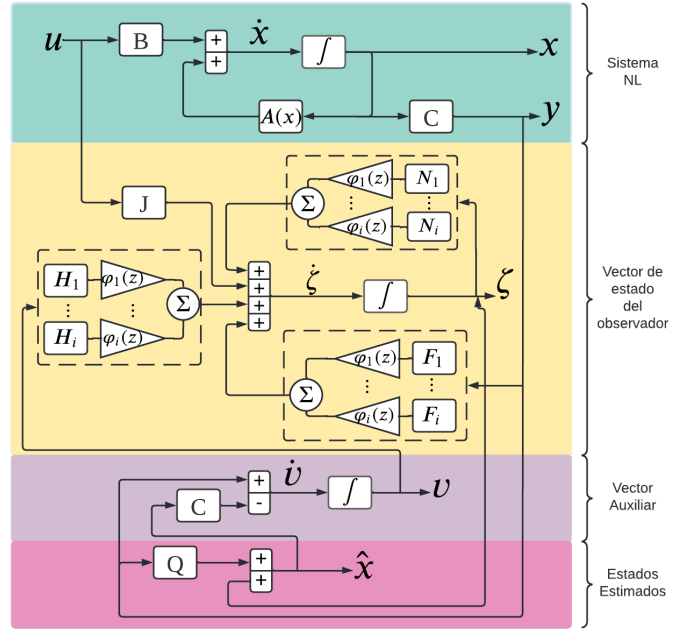 u
B
+
+
ẋ
∫
x
A(x)
C
y
Sistema
NL
J
φ₁(z)
N₁
Σ
⋮
⋮
φᵢ(z)
Nᵢ
H₁
φ₁(z)
⋮
⋮
Σ
Hᵢ
φᵢ(z)
+
+
+
+
ζ̇
∫
ζ
φ₁(z)
F₁
Σ
⋮
⋮
φᵢ(z)
Fᵢ
Vector de
estado
del
observador
C
+
-
υ̇
∫
υ
Vector
Auxiliar
Q
+
+
x̂
Estados
Estimados